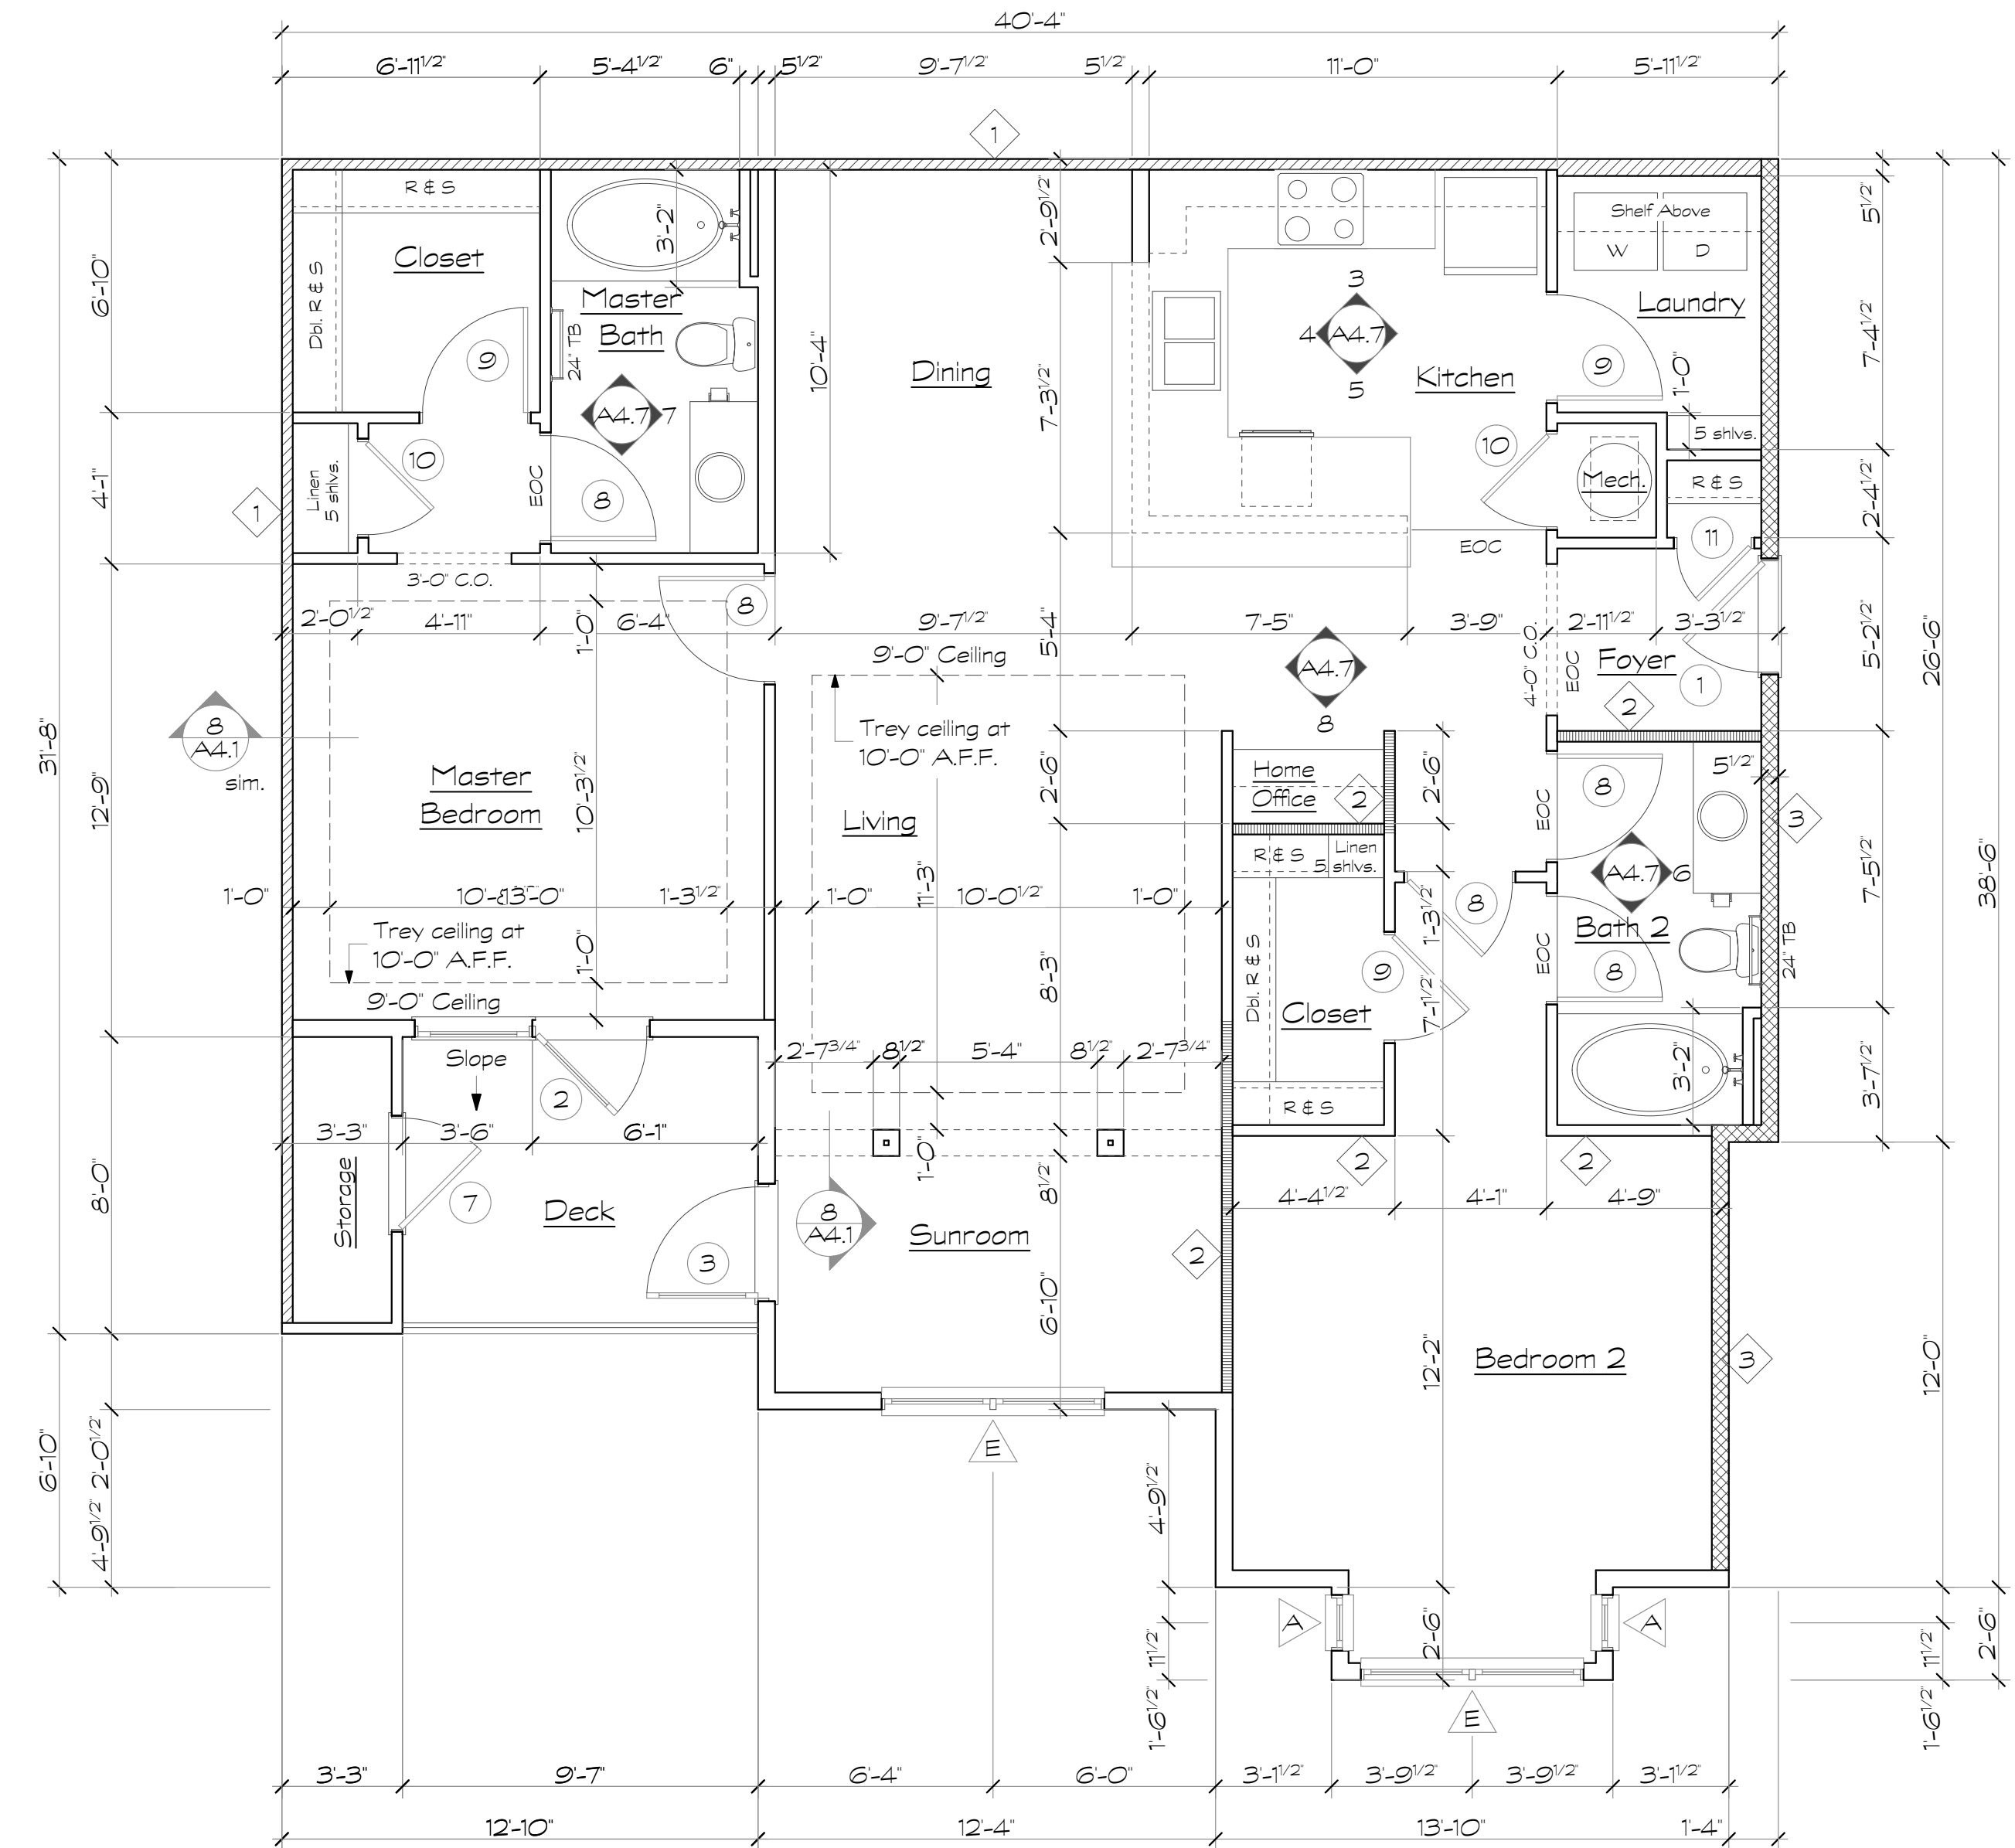 40'-4"
6'-11 1/2" 5'-4 1/2" 6" 5 1/2" 9'-7 1/2" 5 1/2" 11'-0" 5'-11 1/2"
1
R & S
Dbl. R & S
Closet
3'-2"
Master
Bath
24" TB
A4.7 7
9
10
8
EOC
Linen
5 shlvs.
1
3'-0" C.O.
10'-4"
Dining
2'-9 1/2"
7'-3 1/2"
5'-4"
3
4 A4.7
5
Kitchen
Shelf Above
W D
Laundry
9
1'-0"
5 shlvs.
10
Mech.
R & S
11
EOC
6'-10"
4'-1"
12'-9"
8'-0"
2'-0 1/2"
4'-9 1/2"
31'-8"
6'-10"
5 1/2"
7'-4 1/2"
2'-4 1/2"
5'-2 1/2"
7'-5 1/2"
3'-7 1/2"
26'-6"
12'-0"
38'-6"
2'-6"
11 1/2"
1'-6 1/2"
2'-0 1/2" 4'-11" 6'-4" 9'-7 1/2" 7'-5" 3'-9" 2'-11 1/2" 3'-3 1/2"
8
1'-0"
9'-0" Ceiling
A4.7
8
4'-0" C.O.
EOC
Foyer
1
2
8
A4.1
sim.
Master
Bedroom
10'-3 1/2"
Trey ceiling at
10'-0" A.F.F.
Living
2'-6"
Home
Office
2
2'-6"
8
EOC
5 1/2"
3
R & S
Linen
5 shlvs.
A4.7 6
1'-0" 13'-0" 1'-3 1/2" 1'-0" 10'-0 1/2" 1'-0"
11'-3"
1'-3 1/2"
8
Trey ceiling at
10'-0" A.F.F.
1'-0"
9'-0" Ceiling
8'-3"
Dbl. R & S
9
Closet
7'-1 1/2"
EOC
Bath 2
8
24" TB
Slope
2'-7 3/4" 8 1/2" 5'-4" 8 1/2" 2'-7 3/4"
3'-2"
2
R & S
3'-3" 3'-6" 6'-1"
1'-0"
8 1/2"
2
2
Storage
7
Deck
3
8
A4.1
Sunroom
2
4'-4 1/2" 4'-1" 4'-9"
6'-10"
12'-2"
Bedroom 2
3
E
4'-9 1/2"
11 1/2"
1'-6 1/2"
A
2'-6"
A
E
3'-3" 9'-7" 6'-4" 6'-0" 3'-1 1/2" 3'-9 1/2" 3'-9 1/2" 3'-1 1/2"
12'-10" 12'-4" 13'-10" 1'-4"